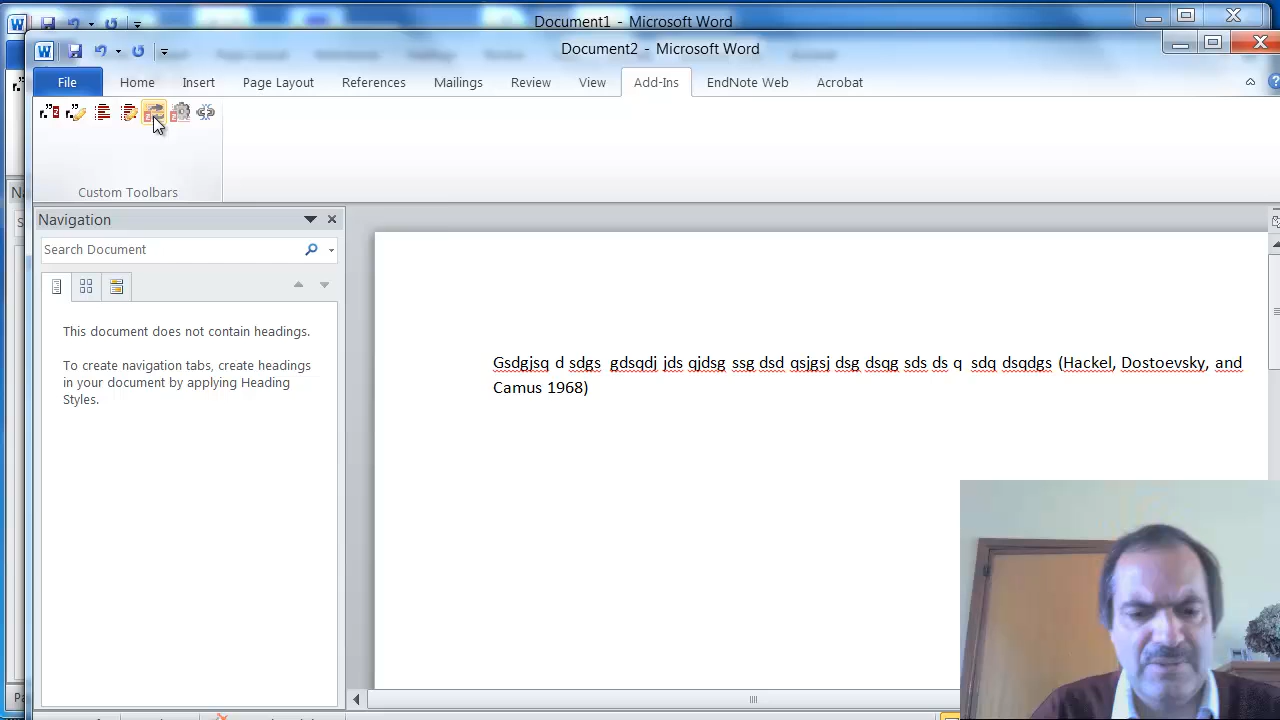 Document1 - Microsoft Word
Document2 - Microsoft Word
File Home Insert Page Layout References Mailings Review View Add-Ins EndNote Web Acrobat
Custom Toolbars
Navigation
Search Document
This document does not contain headings.
To create navigation tabs, create headings
in your document by applying Heading
Styles.
Gsdgjsq d sdgs gdsqdj jds qjdsg ssg dsd qsjgsj dsg dsqg sds ds q sdq dsqdgs (Hackel, Dostoevsky, and
Camus 1968)